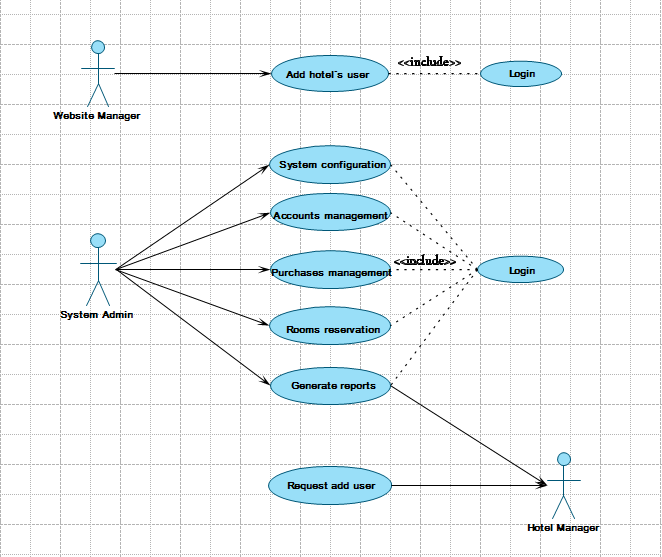 <<include>>
Add hotel's user
Login
Website Manager
System configuration
Accounts management
<<include>>
Purchases management
Login
System Admin
Rooms reservation
Generate reports
Request add user
Hotel Manager